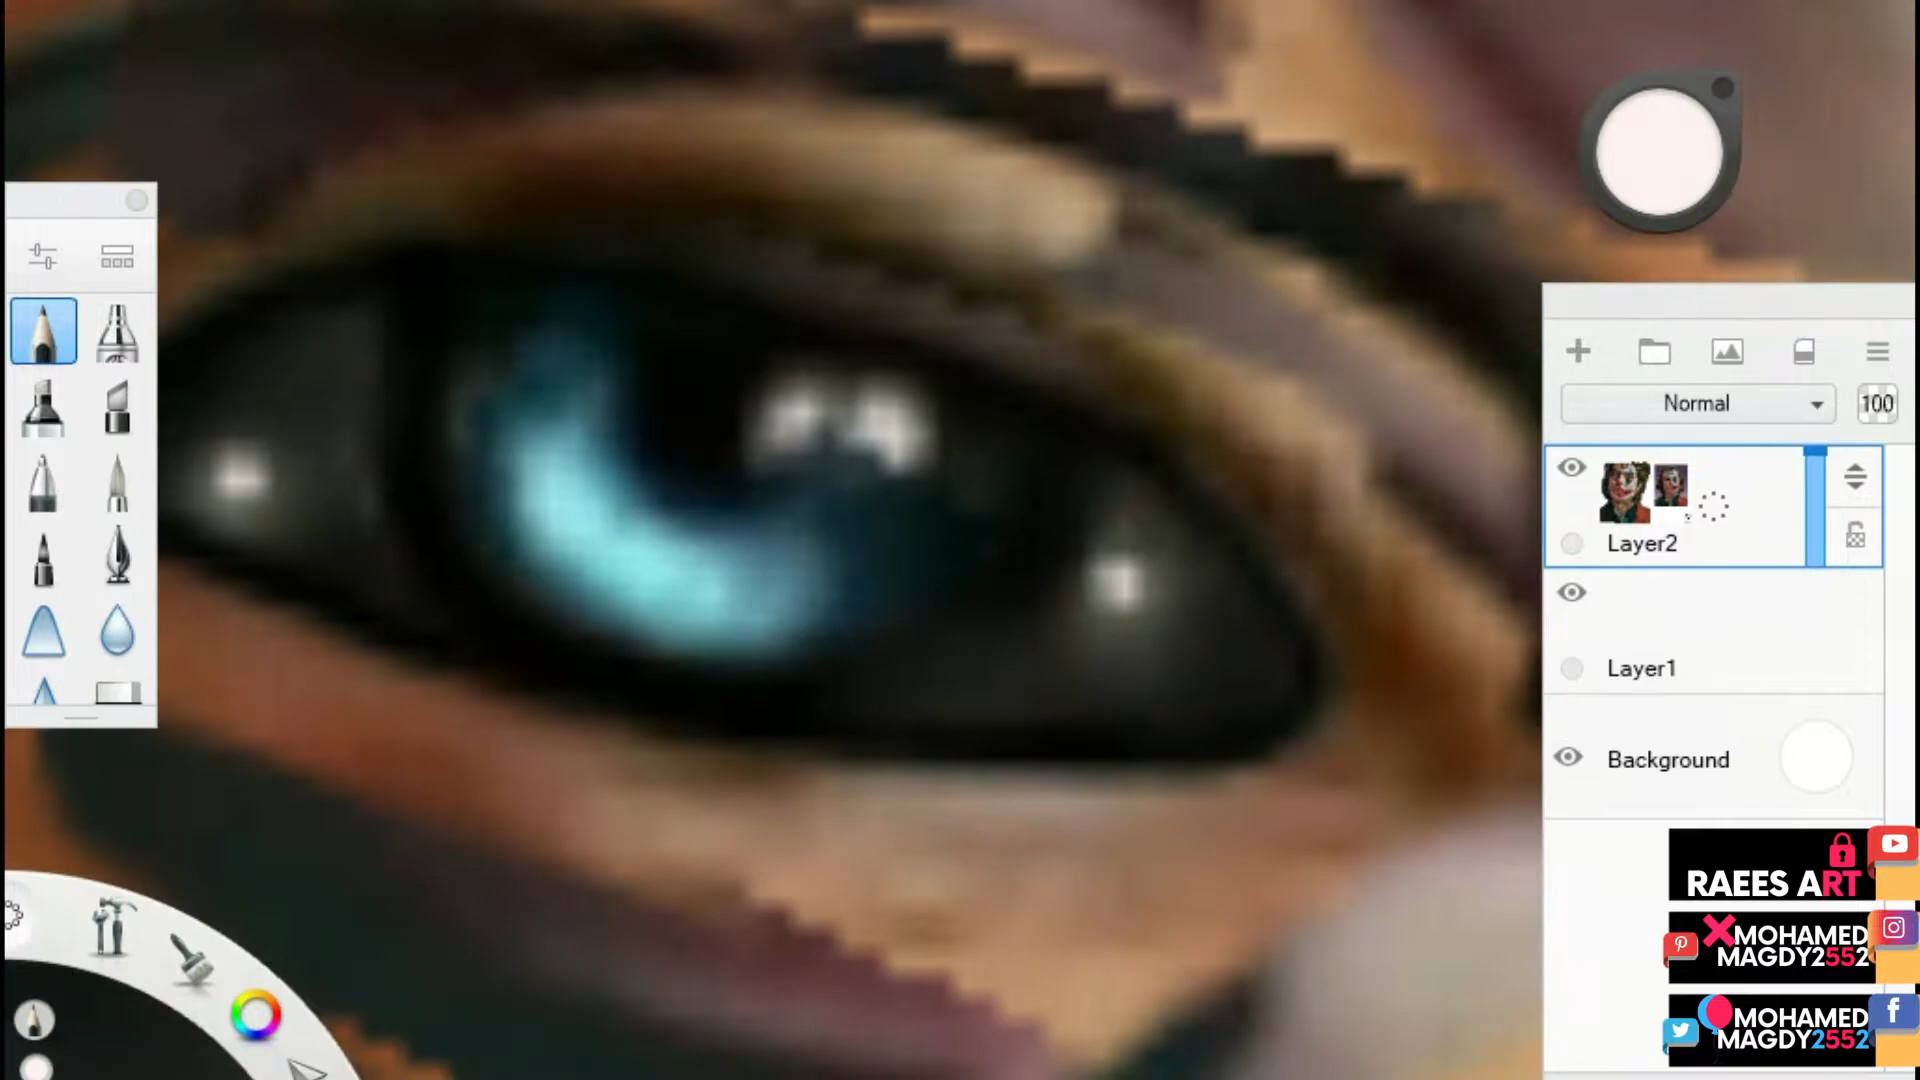 Normal
100
Layer2
Layer1
Background
RAEES ART
MOHAMED
MAGDY2552
MOHAMED
MAGDY2552